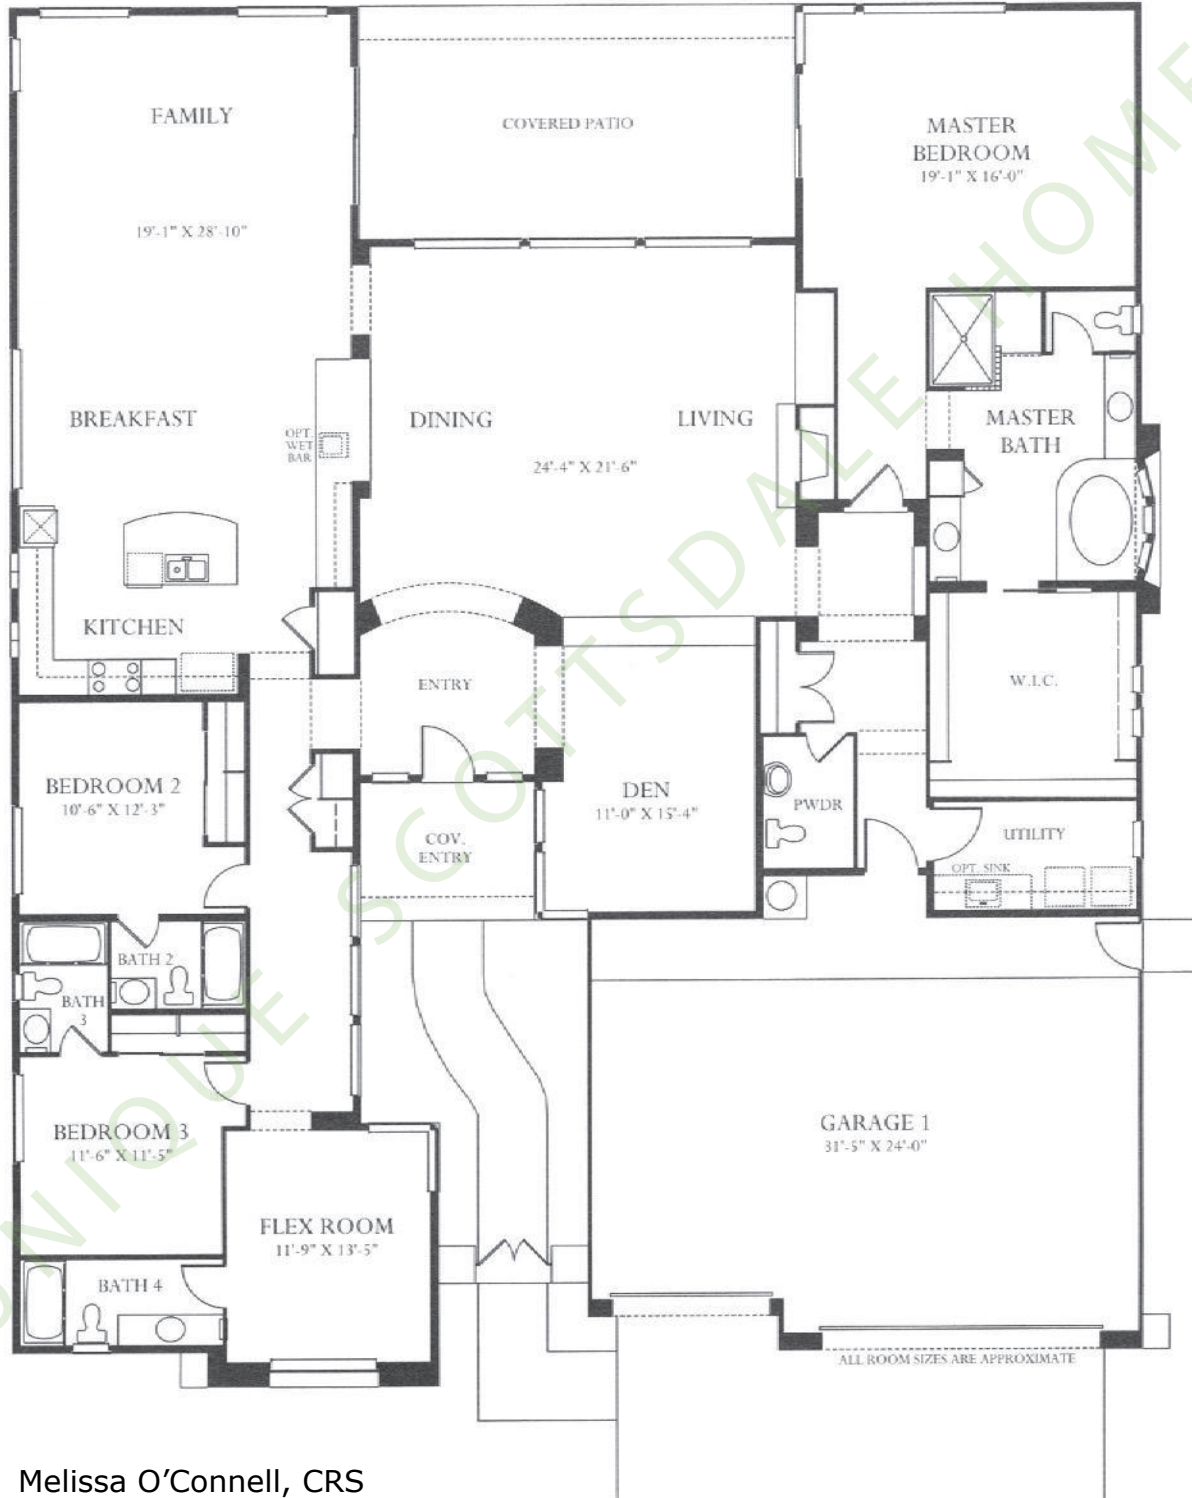 FAMILY
19'-1" X 28'-10"
COVERED PATIO
MASTER
BEDROOM
19'-1" X 16'-0"
BREAKFAST
OPT.
WET
BAR
DINING
LIVING
24'-4" X 21'-6"
MASTER
BATH
KITCHEN
ENTRY
W.I.C.
BEDROOM 2
10'-6" X 12'-3"
DEN
11'-0" X 15'-4"
PWDR
UTILITY
OPT. SINK
COV.
ENTRY
BATH 2
BATH
3
BEDROOM 3
11'-6" X 11'-5"
GARAGE 1
31'-5" X 24'-0"
FLEX ROOM
11'-9" X 13'-5"
BATH 4
ALL ROOM SIZES ARE APPROXIMATE
UNIQUE SCOTTSDALE HOME
Melissa O'Connell, CRS